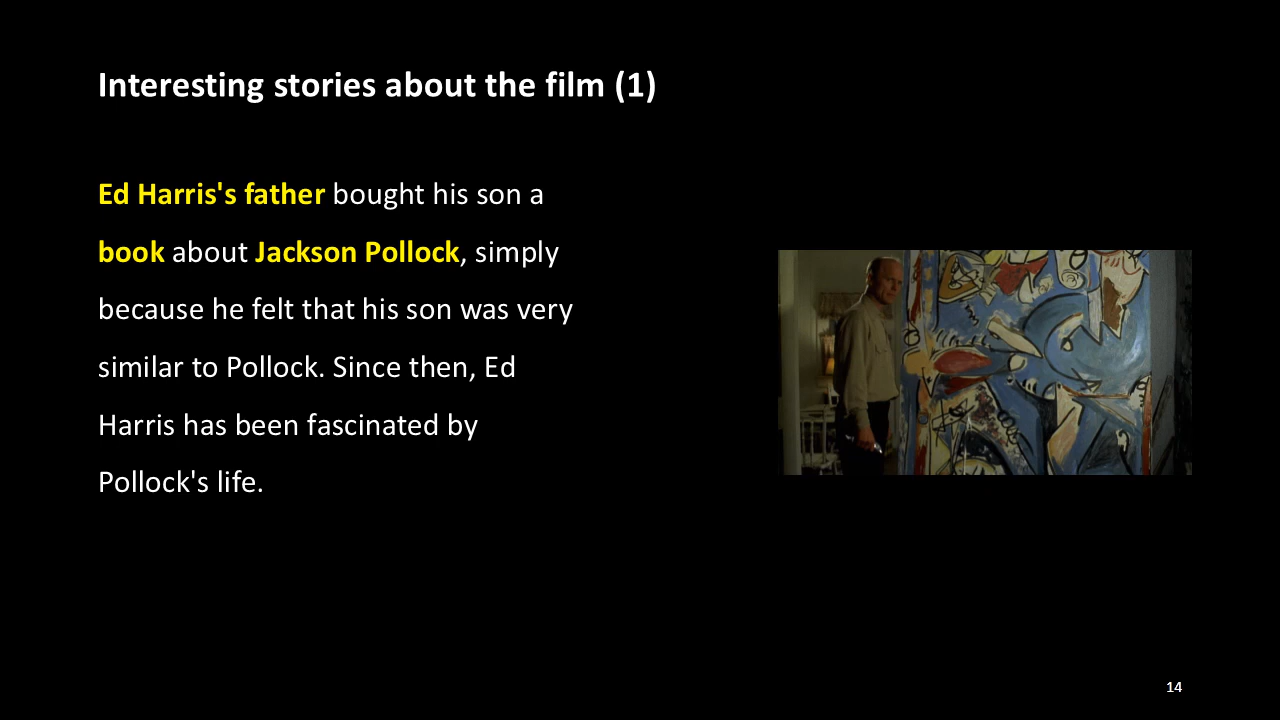 Interesting stories about the film (1)
Ed Harris's father bought his son a
book about Jackson Pollock, simply
because he felt that his son was very
similar to Pollock. Since then, Ed
Harris has been fascinated by
Pollock's life.
14